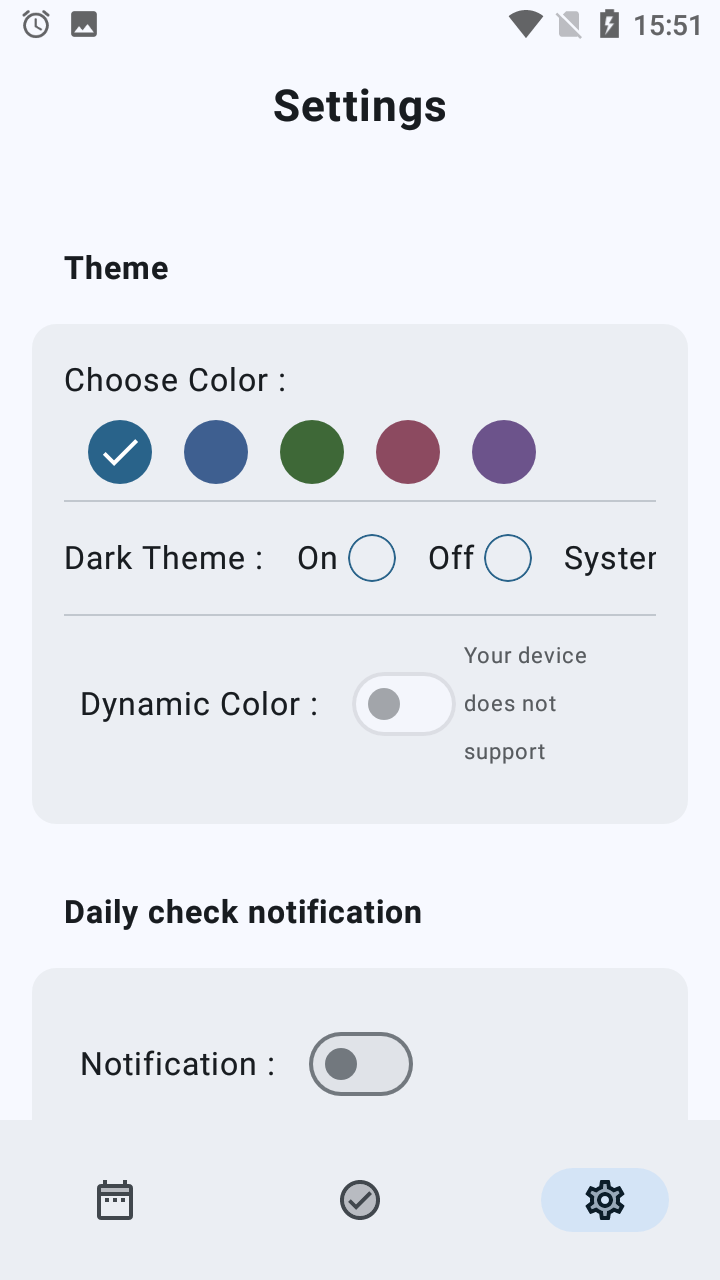 15:51
Settings
Theme
Choose Color :
Dark Theme : On Off
Dynamic Color :
Your device
does not
support
Daily check notification
Notification :